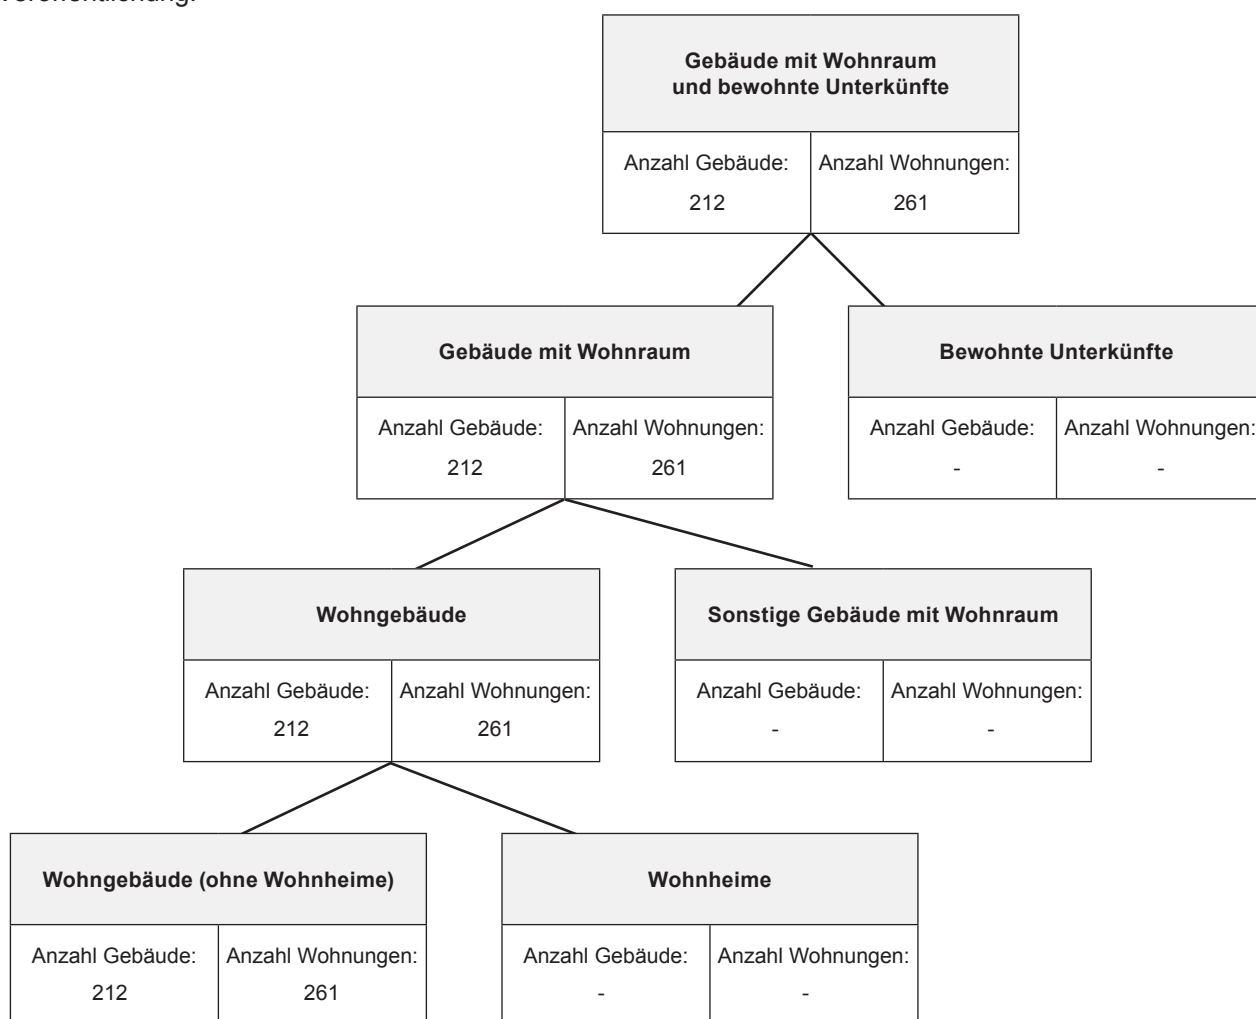 Veröffentlichung.
Gebäude mit Wohnraum
und bewohnte Unterkünfte
Anzahl Gebäude: Anzahl Wohnungen:
212 261
Gebäude mit Wohnraum Bewohnte Unterkünfte
Anzahl Gebäude: Anzahl Wohnungen: Anzahl Gebäude: Anzahl Wohnungen:
212 261 - -
Wohngebäude Sonstige Gebäude mit Wohnraum
Anzahl Gebäude: Anzahl Wohnungen: Anzahl Gebäude: Anzahl Wohnungen:
212 261 - -
Wohngebäude (ohne Wohnheime) Wohnheime
Anzahl Gebäude: Anzahl Wohnungen: Anzahl Gebäude: Anzahl Wohnungen:
212 261 - -